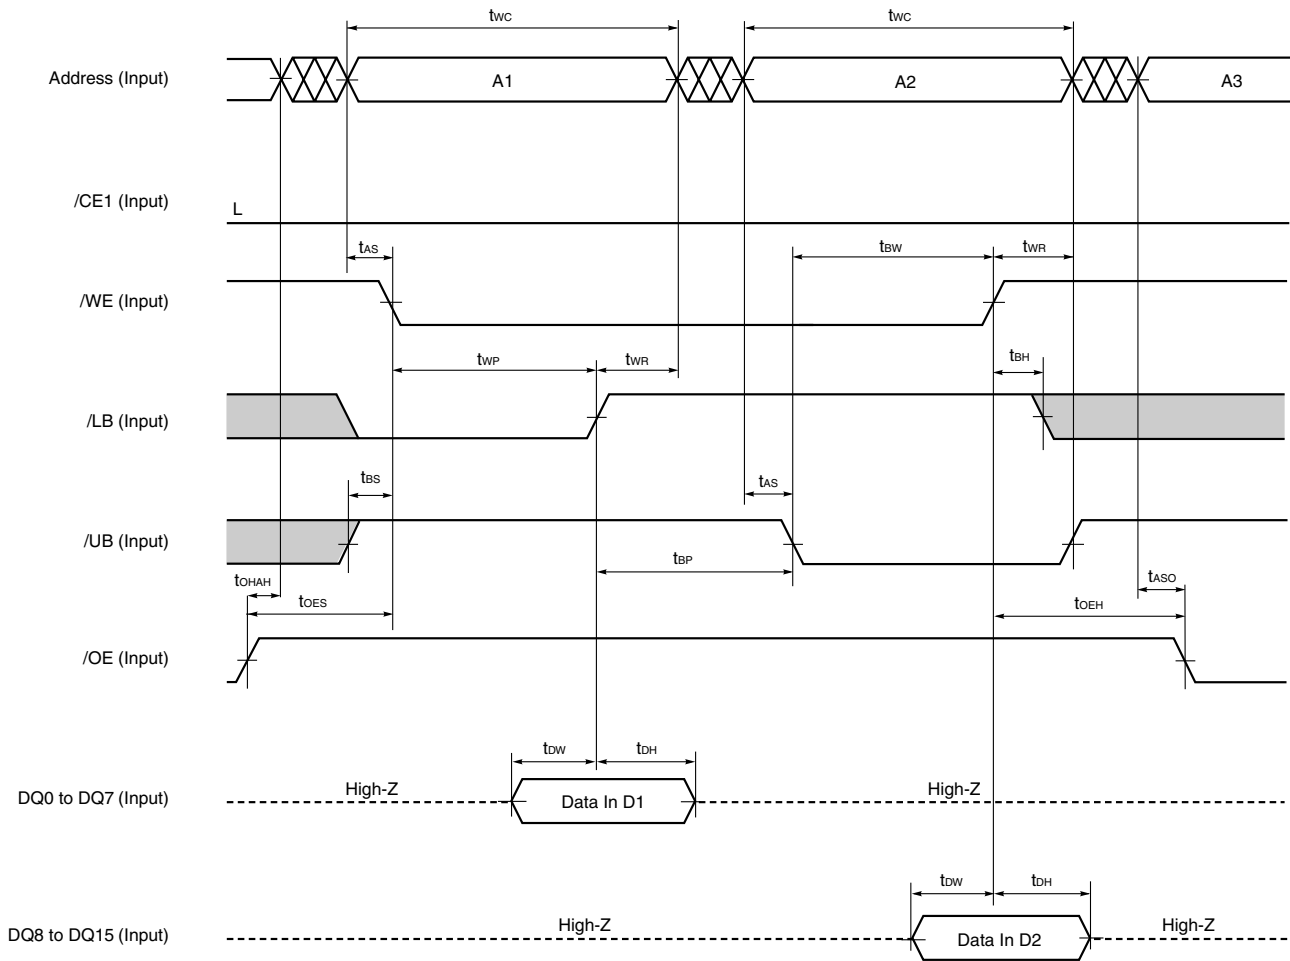 tWC
tWC
Address (Input)
A1
A2
A3
/CE1 (Input)
L
tAS
tBW
tWR
/WE (Input)
tWP
tWR
tBH
/LB (Input)
tBS
tAS
/UB (Input)
tBP
tOHAH
tASO
tOES
tOEH
/OE (Input)
tDW
tDH
DQ0 to DQ7 (Input)
High-Z
Data In D1
High-Z
tDW
tDH
DQ8 to DQ15 (Input)
High-Z
Data In D2
High-Z